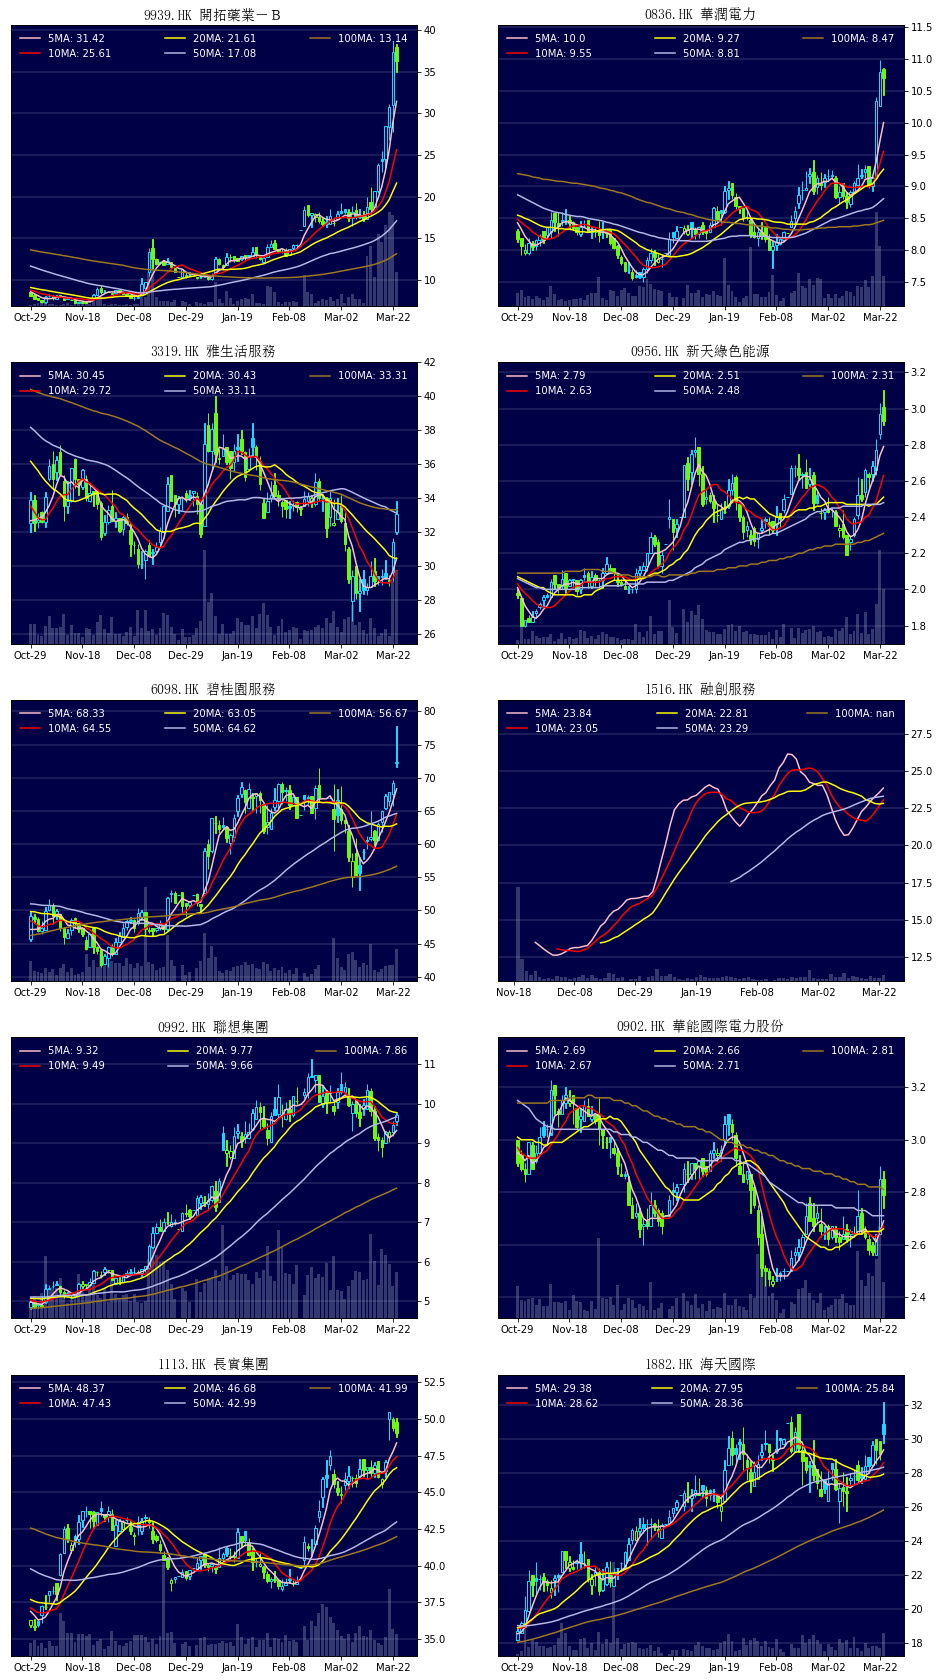 9939.HK 開拓藥業－Ｂ
5MA: 31.42 20MA: 21.61 100MA: 13.14
10MA: 25.61 50MA: 17.08
40
35
30
25
20
15
10
Oct-29 Nov-18 Dec-08 Dec-29 Jan-19 Feb-08 Mar-02 Mar-22
0836.HK 華潤電力
5MA: 10.0 20MA: 9.27 100MA: 8.47
10MA: 9.55 50MA: 8.81
11.5
11.0
10.5
10.0
9.5
9.0
8.5
8.0
7.5
Oct-29 Nov-18 Dec-08 Dec-29 Jan-19 Feb-08 Mar-02 Mar-22
3319.HK 雅生活服務
5MA: 30.45 20MA: 30.43 100MA: 33.31
10MA: 29.72 50MA: 33.11
42
40
38
36
34
32
30
28
26
Oct-29 Nov-18 Dec-08 Dec-29 Jan-19 Feb-08 Mar-02 Mar-22
0956.HK 新天綠色能源
5MA: 2.79 20MA: 2.51 100MA: 2.31
10MA: 2.63 50MA: 2.48
3.2
3.0
2.8
2.6
2.4
2.2
2.0
1.8
Oct-29 Nov-18 Dec-08 Dec-29 Jan-19 Feb-08 Mar-02 Mar-22
6098.HK 碧桂園服務
5MA: 68.33 20MA: 63.05 100MA: 56.67
10MA: 64.55 50MA: 64.62
80
75
70
65
60
55
50
45
40
Oct-29 Nov-18 Dec-08 Dec-29 Jan-19 Feb-08 Mar-02 Mar-22
1516.HK 融創服務
5MA: 23.84 20MA: 22.81 100MA: nan
10MA: 23.05 50MA: 23.29
27.5
25.0
22.5
20.0
17.5
15.0
12.5
Nov-18 Dec-08 Dec-29 Jan-19 Feb-08 Mar-02 Mar-22
0992.HK 聯想集團
5MA: 9.32 20MA: 9.77 100MA: 7.86
10MA: 9.49 50MA: 9.66
11
10
9
8
7
6
5
Oct-29 Nov-18 Dec-08 Dec-29 Jan-19 Feb-08 Mar-02 Mar-22
0902.HK 華能國際電力股份
5MA: 2.69 20MA: 2.66 100MA: 2.81
10MA: 2.67 50MA: 2.71
3.2
3.0
2.8
2.6
2.4
Oct-29 Nov-18 Dec-08 Dec-29 Jan-19 Feb-08 Mar-02 Mar-22
1113.HK 長實集團
5MA: 48.37 20MA: 46.68 100MA: 41.99
10MA: 47.43 50MA: 42.99
52.5
50.0
47.5
45.0
42.5
40.0
37.5
35.0
Oct-29 Nov-18 Dec-08 Dec-29 Jan-19 Feb-08 Mar-02 Mar-22
1882.HK 海天國際
5MA: 29.38 20MA: 27.95 100MA: 25.84
10MA: 28.62 50MA: 28.36
32
30
28
26
24
22
20
18
Oct-29 Nov-18 Dec-08 Dec-29 Jan-19 Feb-08 Mar-02 Mar-22